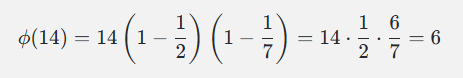 ϕ(14) = 14 (1 − 1/2) (1 − 1/7) = 14 · 1/2 · 6/7 = 6